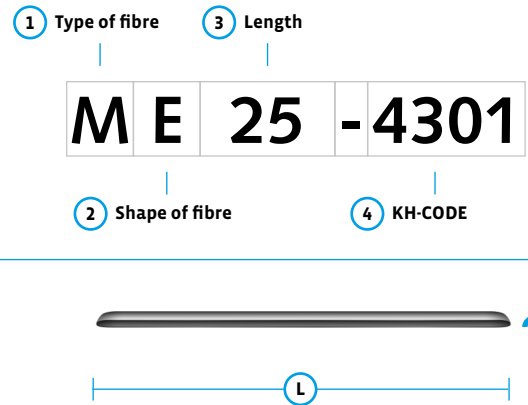 1 Type of fibre 3 Length
M E 25 - 4301
2 Shape of fibre 4 KH-CODE
L